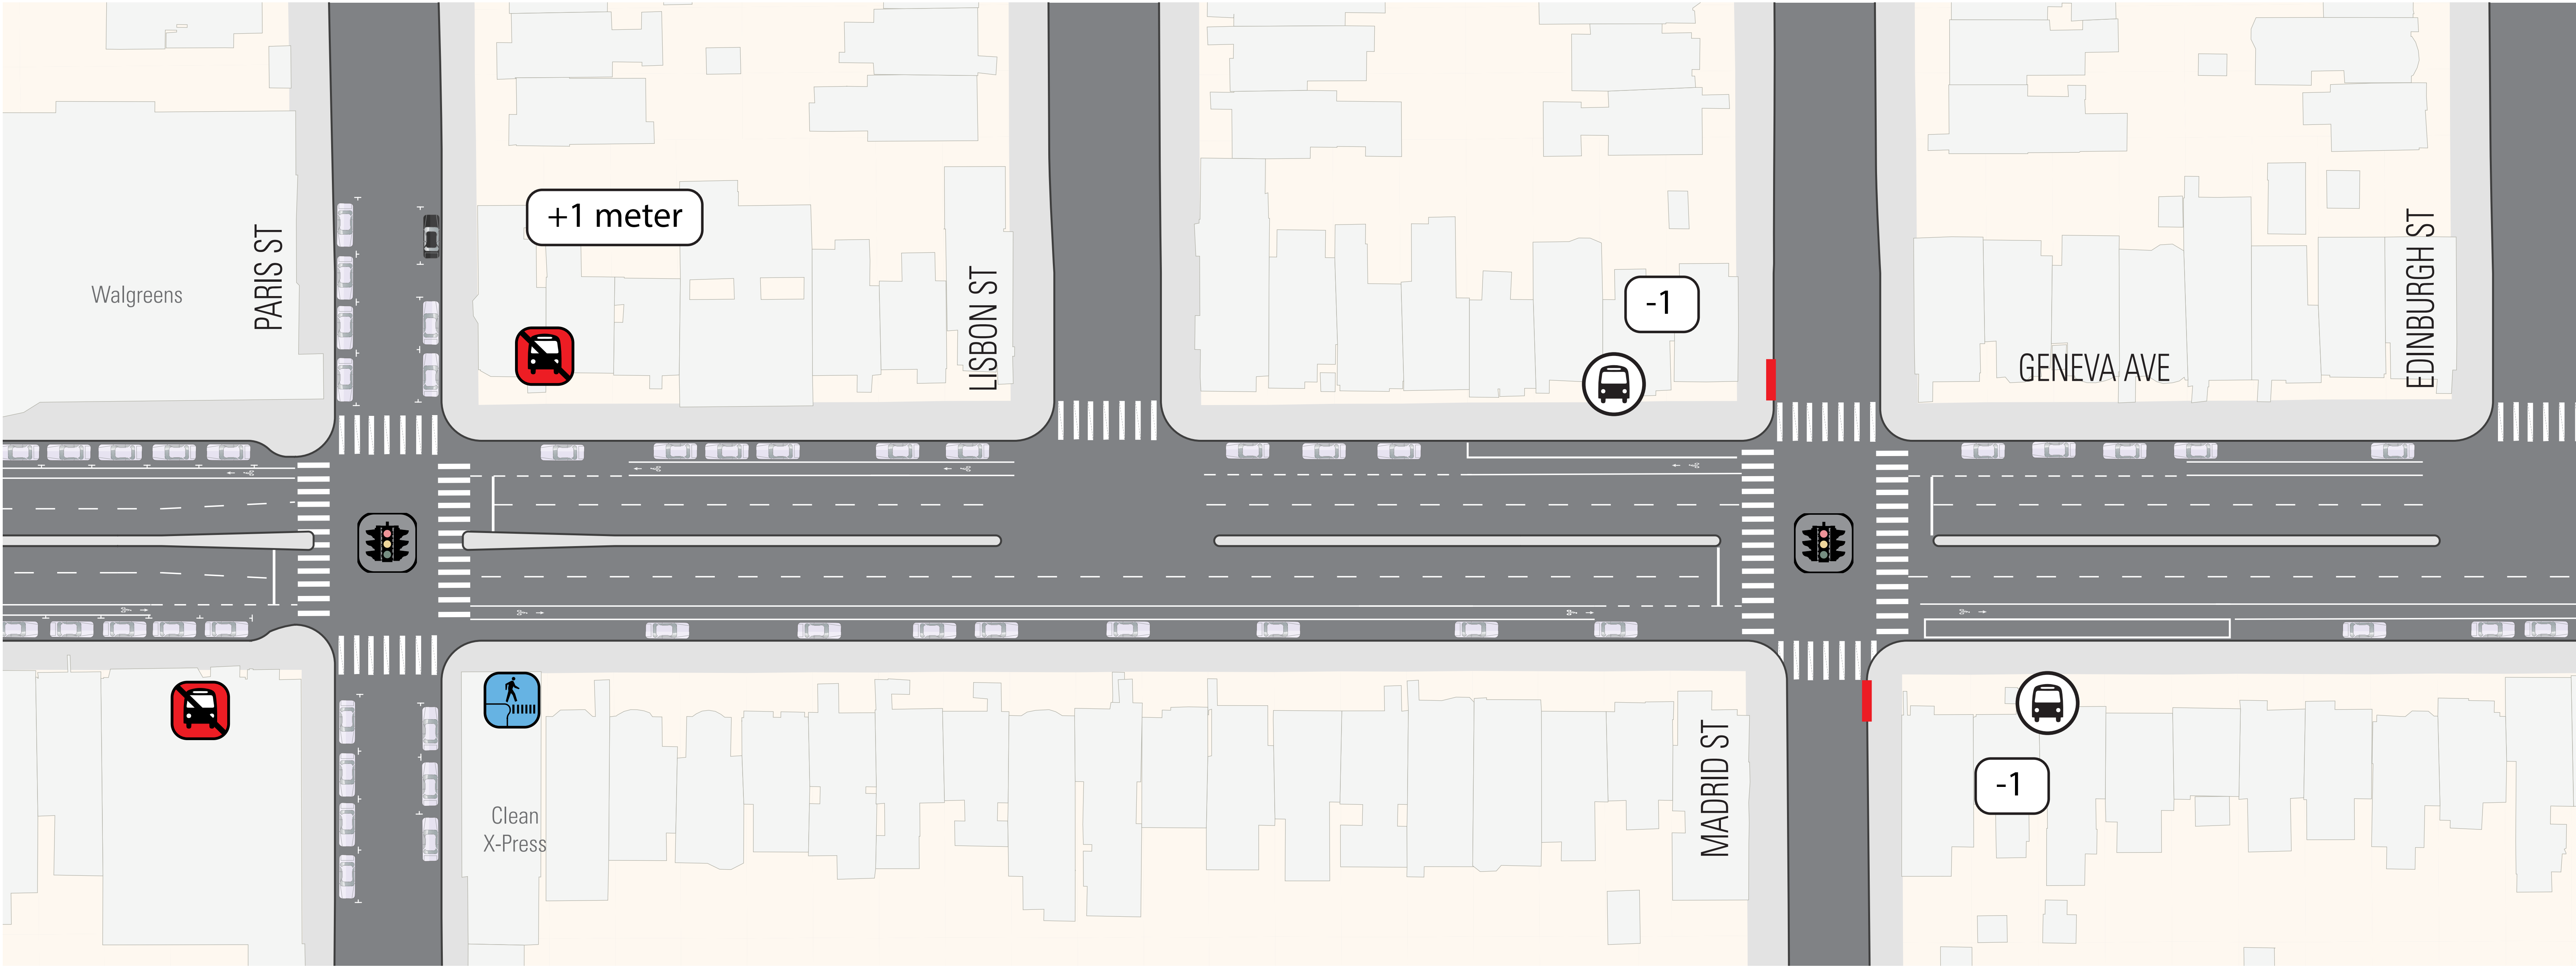 +1 meter
PARIS ST
Walgreens
LISBON ST
-1
GENEVA AVE
EDINBURGH ST
Clean
X-Press
MADRID ST
-1